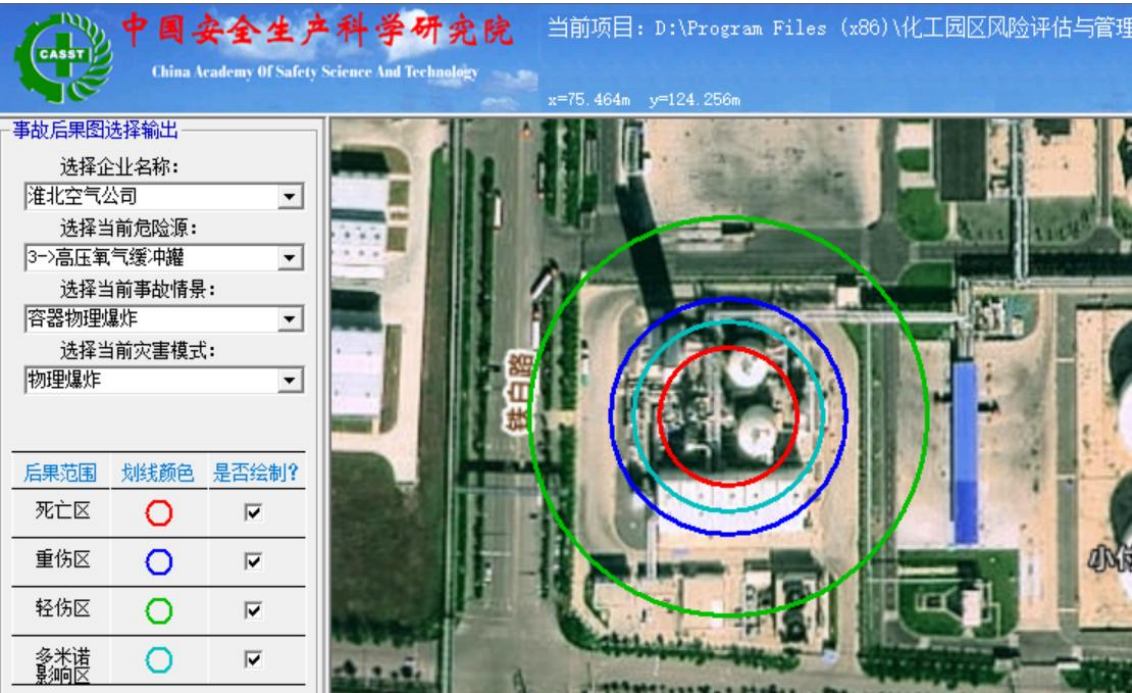 CASST
中国安全生产科学研究院
China Academy Of Safety Science And Technology
当前项目: D:\Program Files (x86)\化工园区风险评估与管理
x=75.464m y=124.256m
事故后果图选择输出
选择企业名称:
淮北空气公司
选择当前危险源:
3->高压氧气缓冲罐
选择当前事故情景:
容器物理爆炸
选择当前灾害模式:
物理爆炸
后果范围 划线颜色 是否绘制?
死亡区
重伤区
轻伤区
多米诺
影响区
铁白路
小付